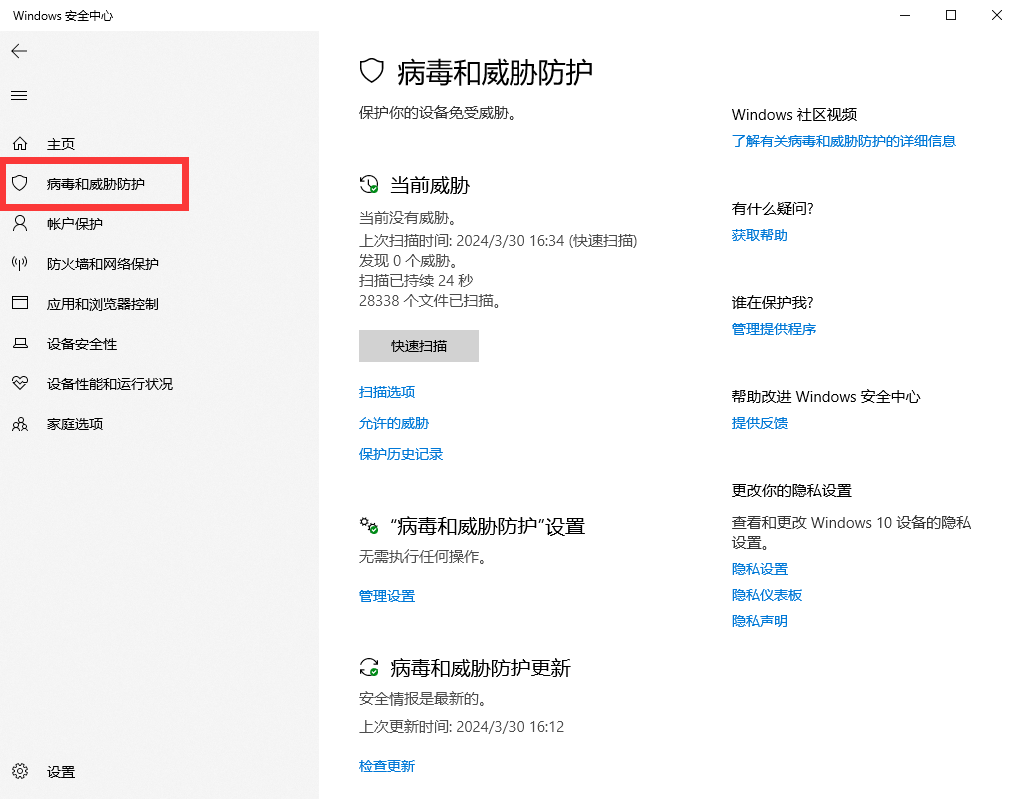 Windows 安全中心
主页
病毒和威胁防护
帐户保护
防火墙和网络保护
应用和浏览器控制
设备安全性
设备性能和运行状况
家庭选项
设置
病毒和威胁防护
保护你的设备免受威胁。
当前威胁
当前没有威胁。
上次扫描时间: 2024/3/30 16:34 (快速扫描)
发现 0 个威胁。
扫描已持续 24 秒
28338 个文件已扫描。
快速扫描
扫描选项
允许的威胁
保护历史记录
“病毒和威胁防护”设置
无需执行任何操作。
管理设置
病毒和威胁防护更新
安全情报是最新的。
上次更新时间: 2024/3/30 16:12
检查更新
Windows 社区视频
了解有关病毒和威胁防护的详细信息
有什么疑问?
获取帮助
谁在保护我?
管理提供程序
帮助改进 Windows 安全中心
提供反馈
更改你的隐私设置
查看和更改 Windows 10 设备的隐私
设置。
隐私设置
隐私仪表板
隐私声明